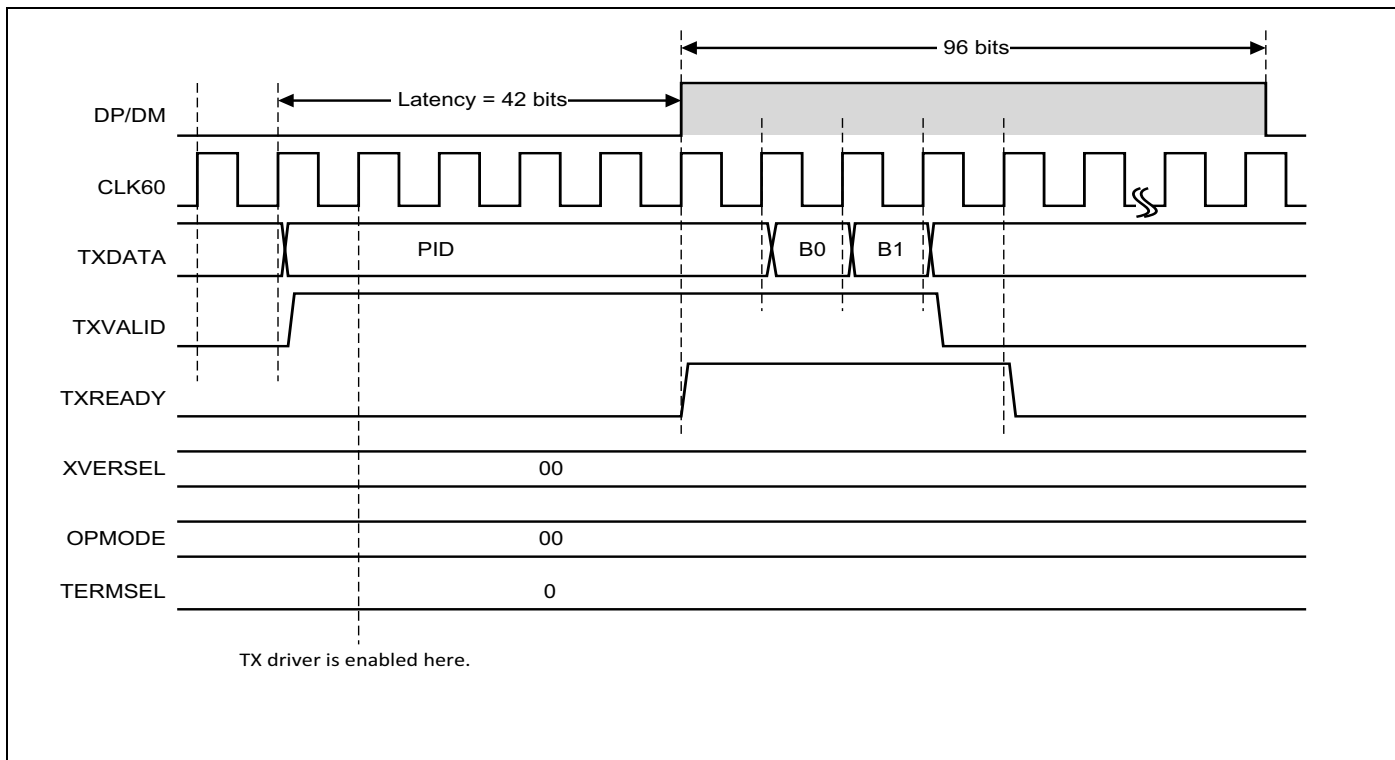 96 bits
Latency = 42 bits
DP/DM
CLK60
TXDATA PID B0 B1
TXVALID
TXREADY
XVERSEL 00
OPMODE 00
TERMSEL 0
TX driver is enabled here.